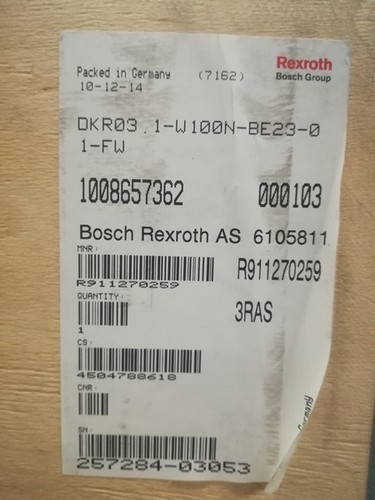 Rexroth
Bosch Group
Packed in Germany (7162)
10-12-14
DKR03.1-W100N-BE23-0
1-FW
1008657362 000103
Bosch Rexroth AS 6105811
MNR:
R911270259
R911270259
QUANTITY:
3RAS
1
CS:
4504788618
CNR:
SN:
257284-03053
Germany